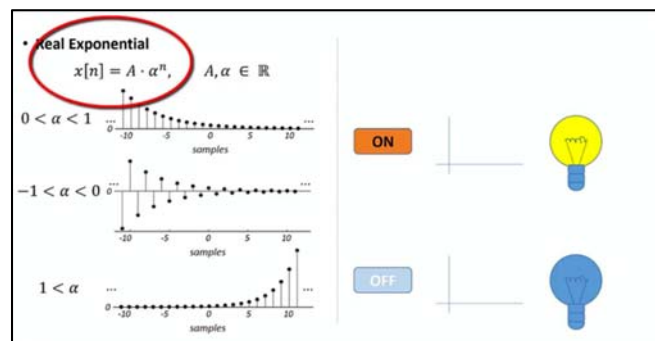 • Real Exponential
x[n] = A · αⁿ, A, α ∈ ℝ
0 < α < 1
...
...
0
-10 -5 0 5 10
samples
-1 < α < 0
...
...
0
-10 -5 0 5 10
samples
1 < α
...
...
0
-10 -5 0 5 10
samples
ON
OFF